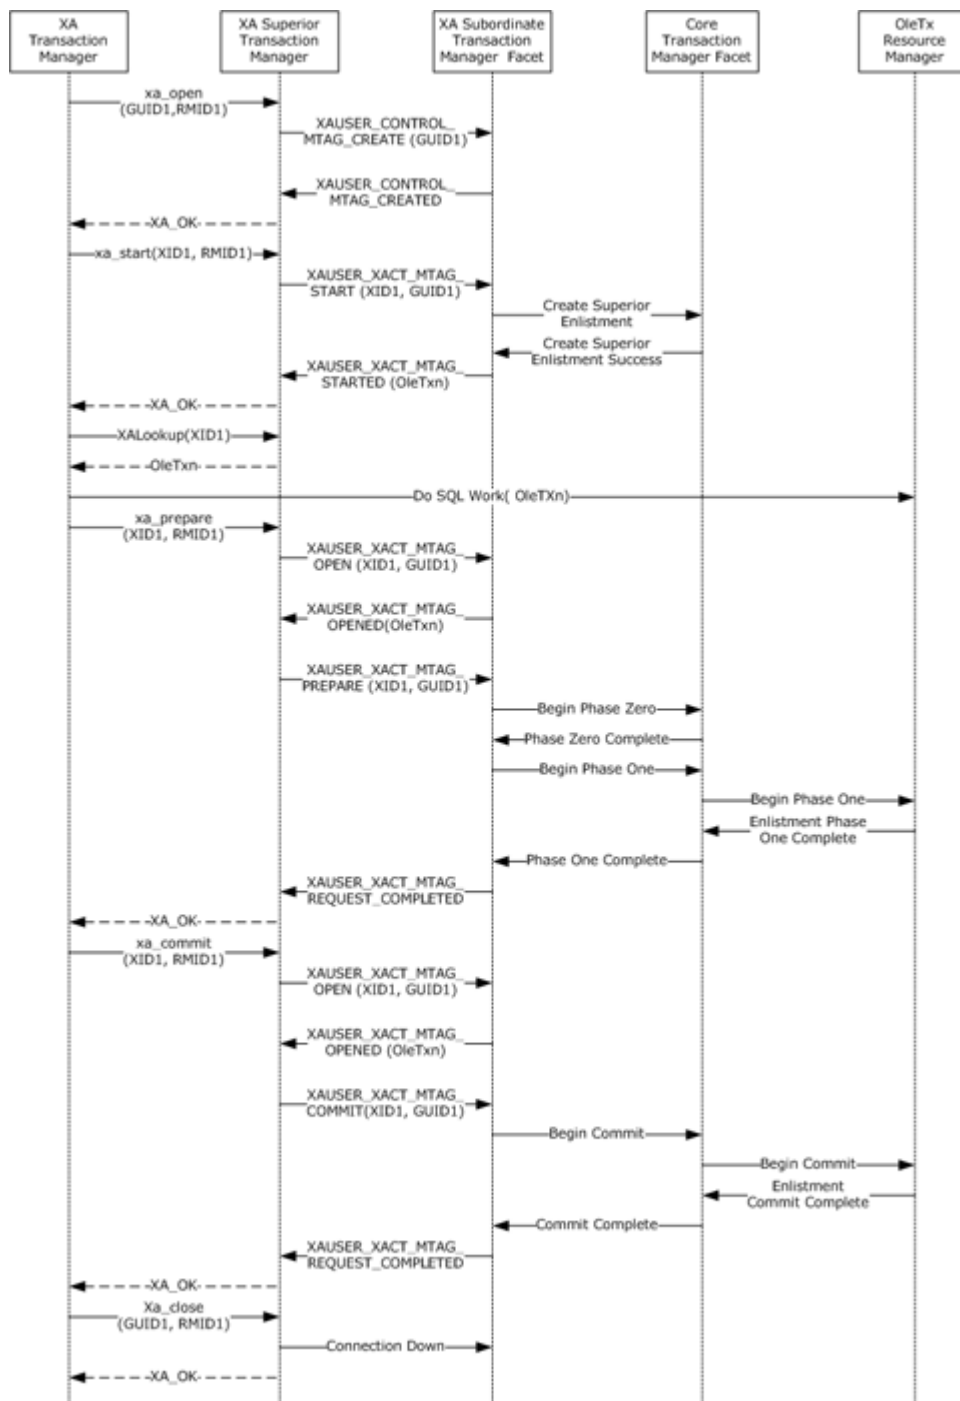 XA
Transaction
Manager
XA Superior
Transaction
Manager
XA Subordinate
Transaction
Manager Facet
Core
Transaction
Manager Facet
OleTx
Resource
Manager
xa_open
(GUID1,RMID1)
XAUSER_CONTROL_
MTAG_CREATE (GUID1)
XAUSER_CONTROL_
MTAG_CREATED
XA_OK
xa_start(XID1, RMID1)
XAUSER_XACT_MTAG_
START (XID1, GUID1)
Create Superior
Enlistment
Create Superior
Enlistment Success
XAUSER_XACT_MTAG_
STARTED (OleTxn)
XA_OK
XALookup(XID1)
OleTxn
Do SQL Work( OleTXn)
xa_prepare
(XID1, RMID1)
XAUSER_XACT_MTAG_
OPEN (XID1, GUID1)
XAUSER_XACT_MTAG_
OPENED(OleTxn)
XAUSER_XACT_MTAG_
PREPARE (XID1, GUID1)
Begin Phase Zero
Phase Zero Complete
Begin Phase One
Begin Phase One
Enlistment Phase
One Complete
Phase One Complete
XAUSER_XACT_MTAG_
REQUEST_COMPLETED
XA_OK
xa_commit
(XID1, RMID1)
XAUSER_XACT_MTAG_
OPEN (XID1, GUID1)
XAUSER_XACT_MTAG_
OPENED (OleTxn)
XAUSER_XACT_MTAG_
COMMIT(XID1, GUID1)
Begin Commit
Begin Commit
Enlistment
Commit Complete
Commit Complete
XAUSER_XACT_MTAG_
REQUEST_COMPLETED
XA_OK
Xa_close
(GUID1, RMID1)
Connection Down
XA_OK